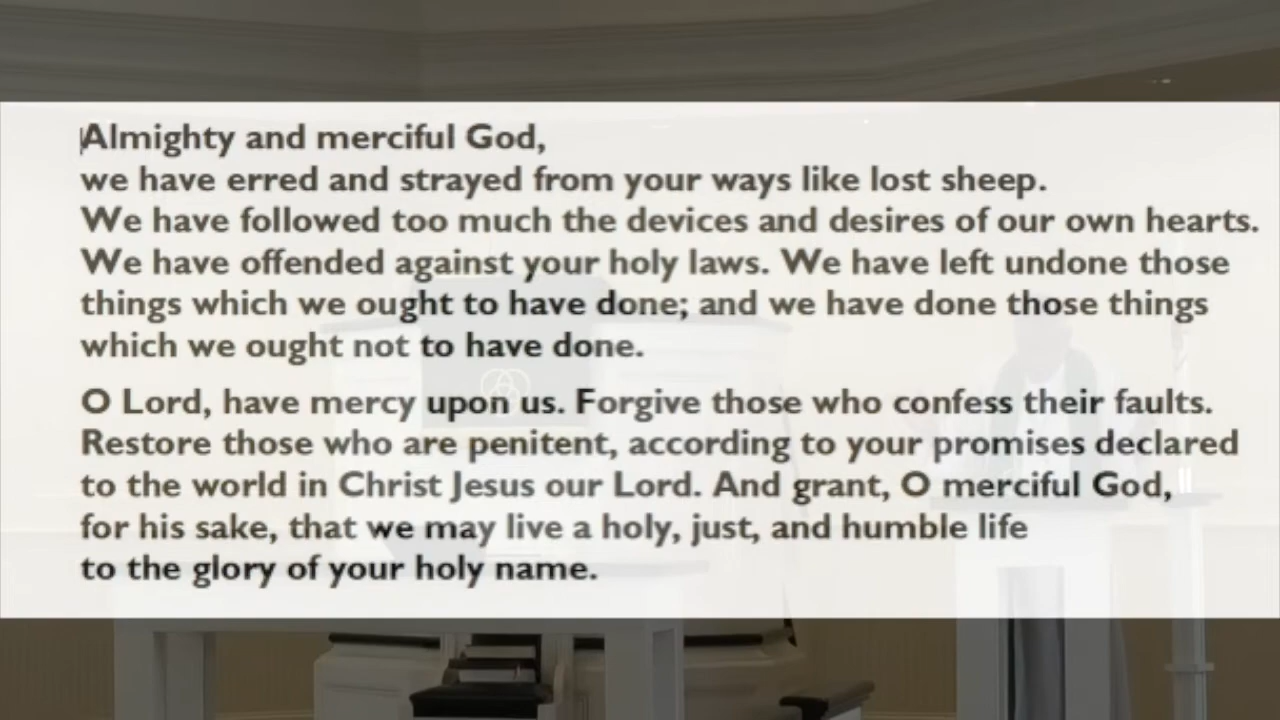 Almighty and merciful God,
we have erred and strayed from your ways like lost sheep.
We have followed too much the devices and desires of our own hearts.
We have offended against your holy laws. We have left undone those
things which we ought to have done; and we have done those things
which we ought not to have done.
O Lord, have mercy upon us. Forgive those who confess their faults.
Restore those who are penitent, according to your promises declared
to the world in Christ Jesus our Lord. And grant, O merciful God,
for his sake, that we may live a holy, just, and humble life
to the glory of your holy name.